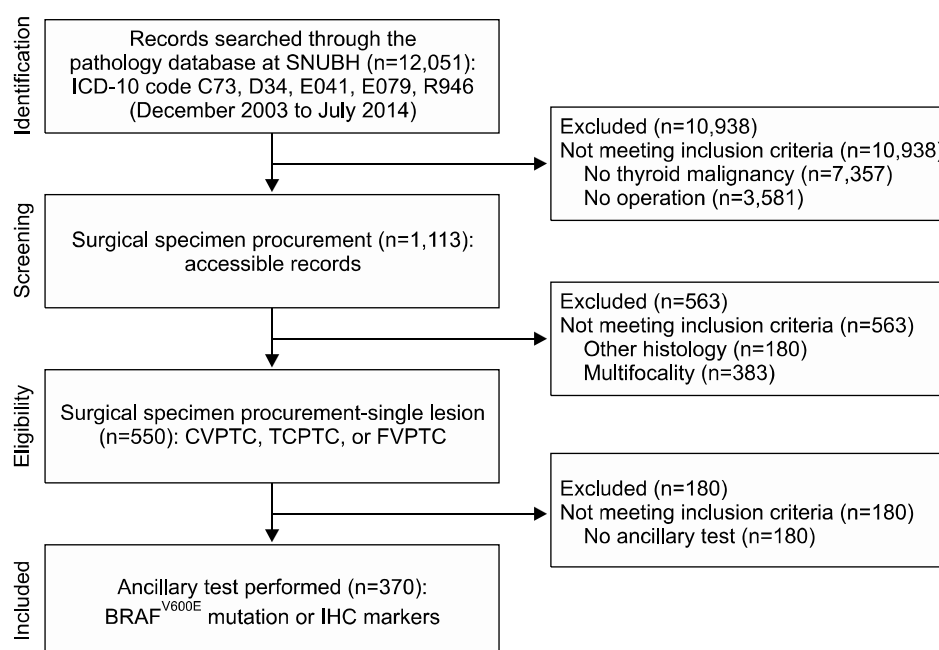 Identification
Records searched through the
pathology database at SNUBH (n=12,051):
ICD-10 code C73, D34, E041, E079, R946
(December 2003 to July 2014)
Excluded (n=10,938)
Not meeting inclusion criteria (n=10,938)
No thyroid malignancy (n=7,357)
No operation (n=3,581)
Screening
Surgical specimen procurement (n=1,113):
accessible records
Excluded (n=563)
Not meeting inclusion criteria (n=563)
Other histology (n=180)
Multifocality (n=383)
Eligibility
Surgical specimen procurement-single lesion
(n=550): CVPTC, TCPTC, or FVPTC
Excluded (n=180)
Not meeting inclusion criteria (n=180)
No ancillary test (n=180)
Included
Ancillary test performed (n=370):
BRAF^V600E mutation or IHC markers